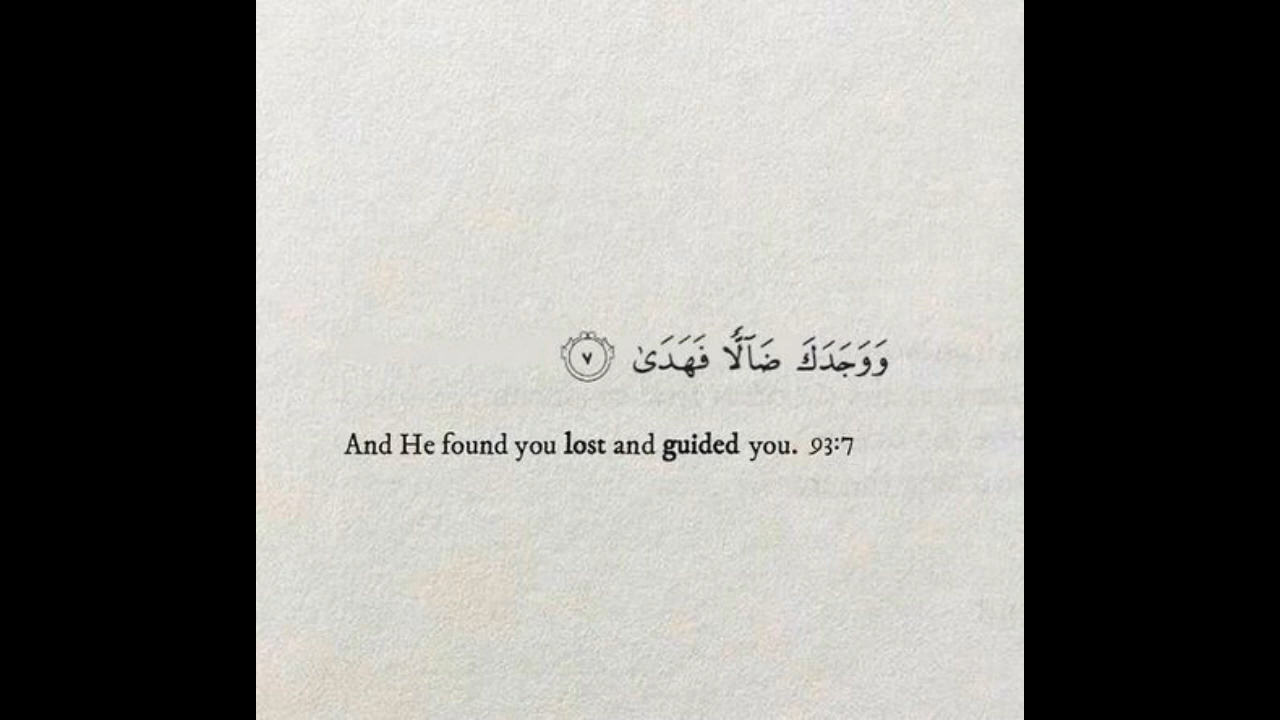 وَوَجَدَكَ ضَآلًّا فَهَدَىٰ ٧
And He found you lost and guided you. 93:7